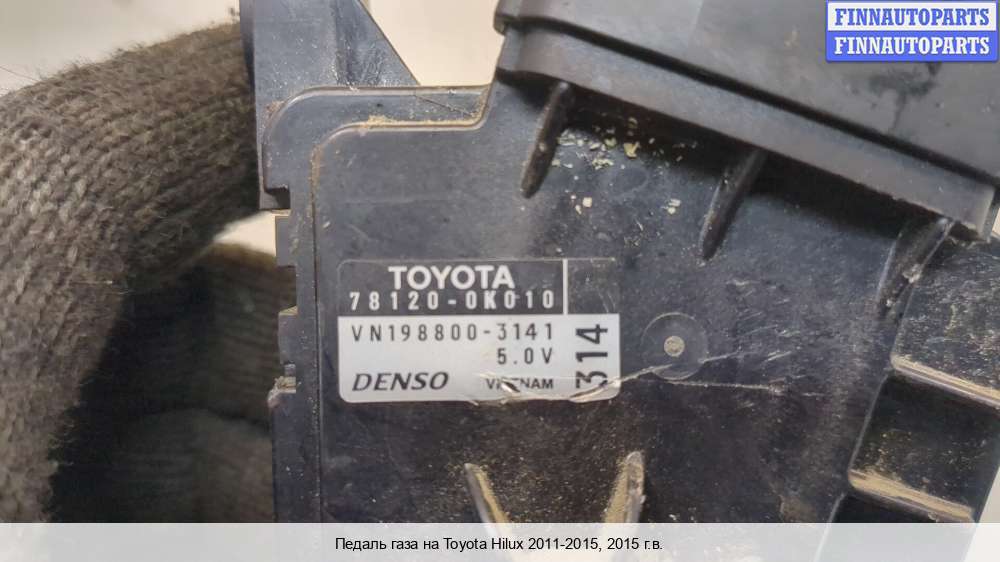 FINNAUTOPARTS
FINNAUTOPARTS
TOYOTA
78120-0K010
VN198800-3141
5.0V
314
DENSO VIETNAM
Педаль газа на Toyota Hilux 2011-2015, 2015 г.в.